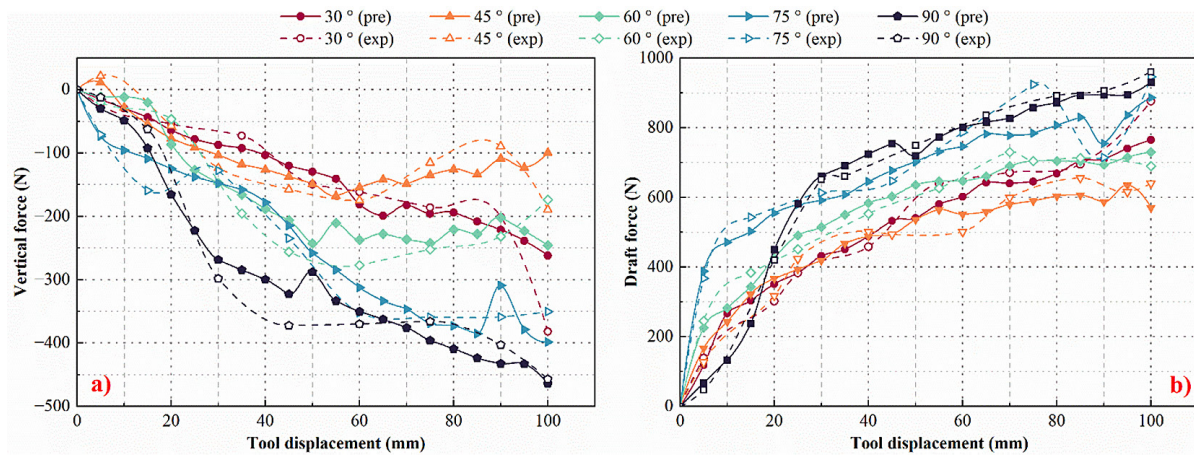 30 ° (pre) 45 ° (pre) 60 ° (pre) 75 ° (pre) 90 ° (pre)
30 ° (exp) 45 ° (exp) 60 ° (exp) 75 ° (exp) 90 ° (exp)
Vertical force (N)
0
−100
−200
−300
−400
−500
0 20 40 60 80 100
Tool displacement (mm)
a)
Draft force (N)
1000
800
600
400
200
0
0 20 40 60 80 100
Tool displacement (mm)
b)